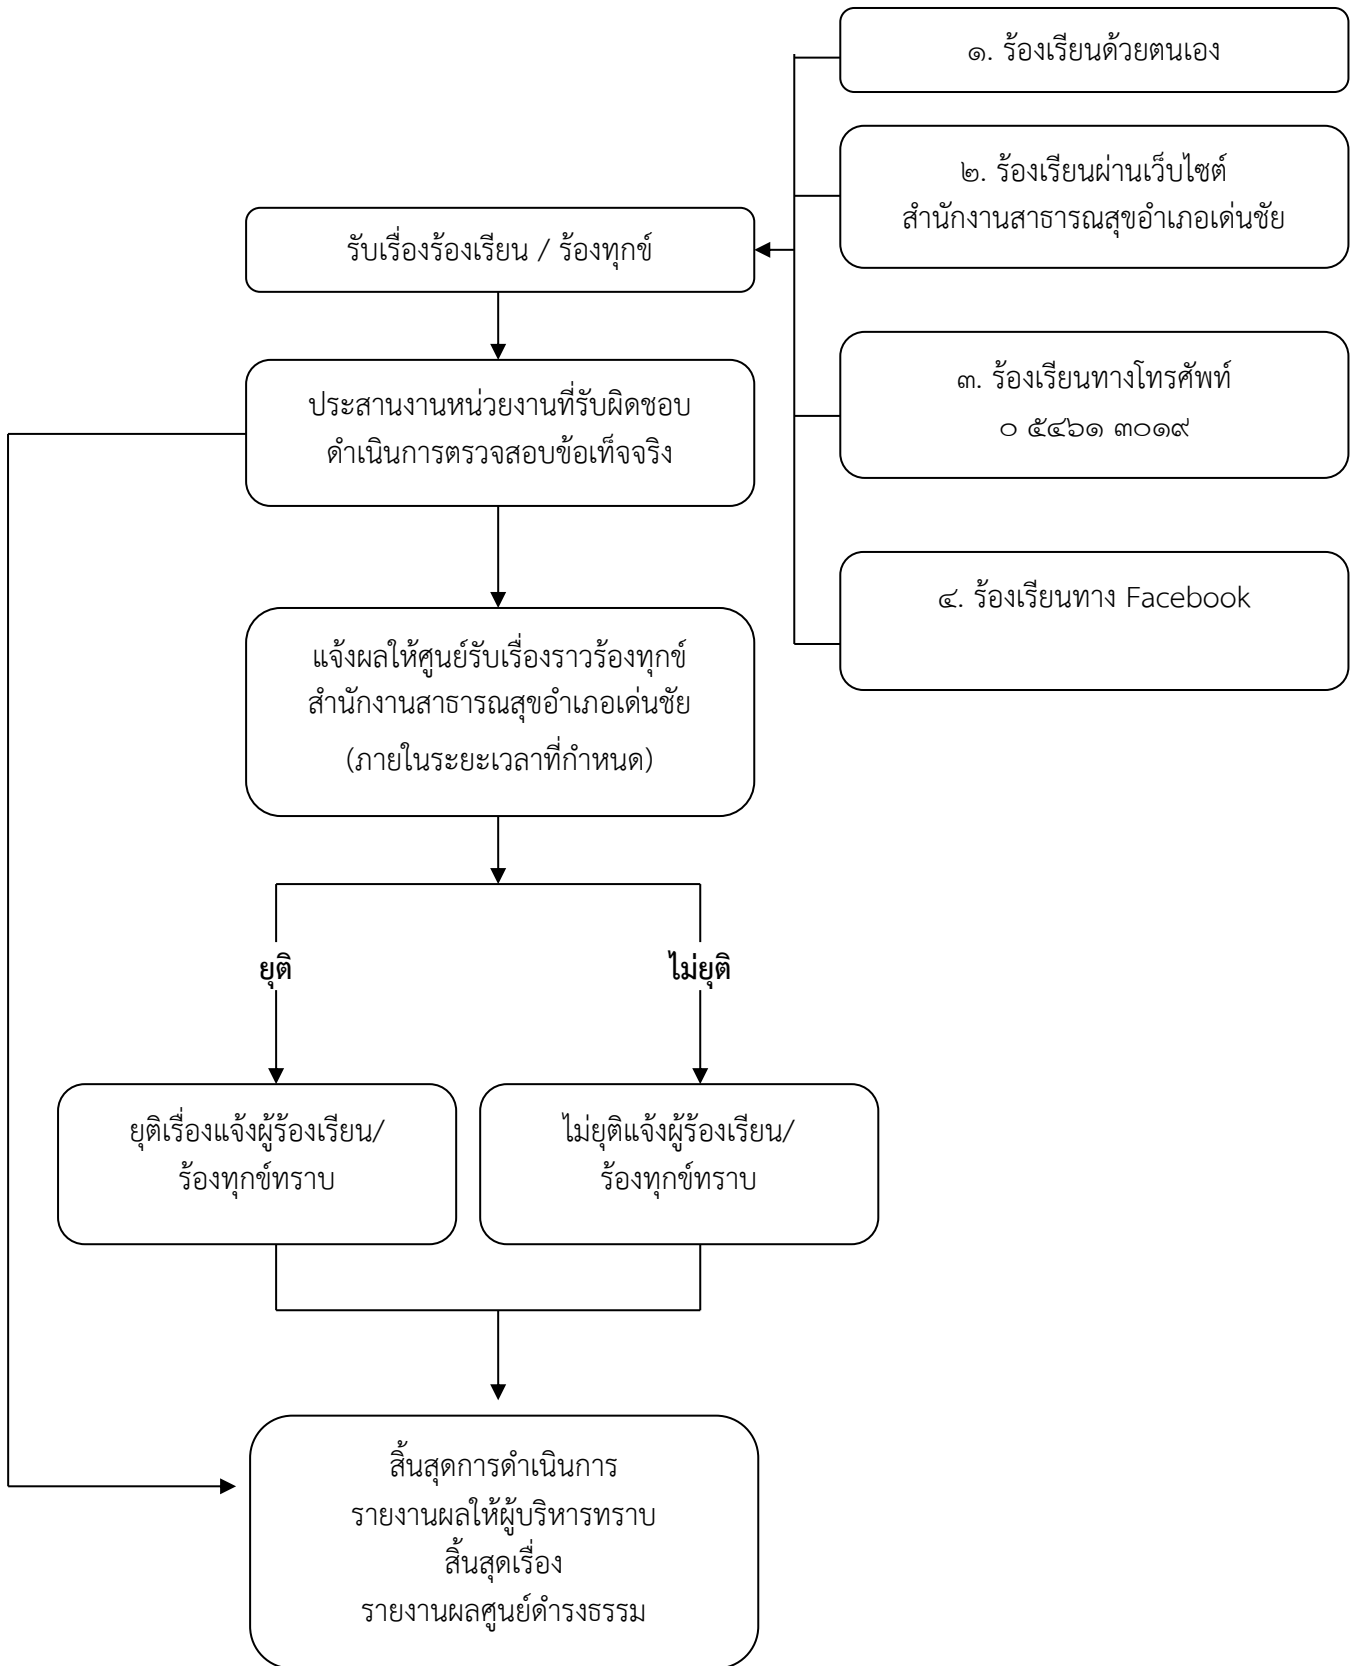 ๑. ร้องเรียนด้วยตนเอง
๒. ร้องเรียนผ่านเว็บไซต์
สำนักงานสาธารณสุขอำเภอเด่นชัย
รับเรื่องร้องเรียน / ร้องทุกข์
๓. ร้องเรียนทางโทรศัพท์
๐ ๕๔๖๑ ๓๐๑๙
ประสานงานหน่วยงานที่รับผิดชอบ
ดำเนินการตรวจสอบข้อเท็จจริง
๔. ร้องเรียนทาง Facebook
แจ้งผลให้ศูนย์รับเรื่องราวร้องทุกข์
สำนักงานสาธารณสุขอำเภอเด่นชัย
(ภายในระยะเวลาที่กำหนด)
ยุติ
ไม่ยุติ
ยุติเรื่องแจ้งผู้ร้องเรียน/
ร้องทุกข์ทราบ
ไม่ยุติแจ้งผู้ร้องเรียน/
ร้องทุกข์ทราบ
สิ้นสุดการดำเนินการ
รายงานผลให้ผู้บริหารทราบ
สิ้นสุดเรื่อง
รายงานผลศูนย์ดำรงธรรม